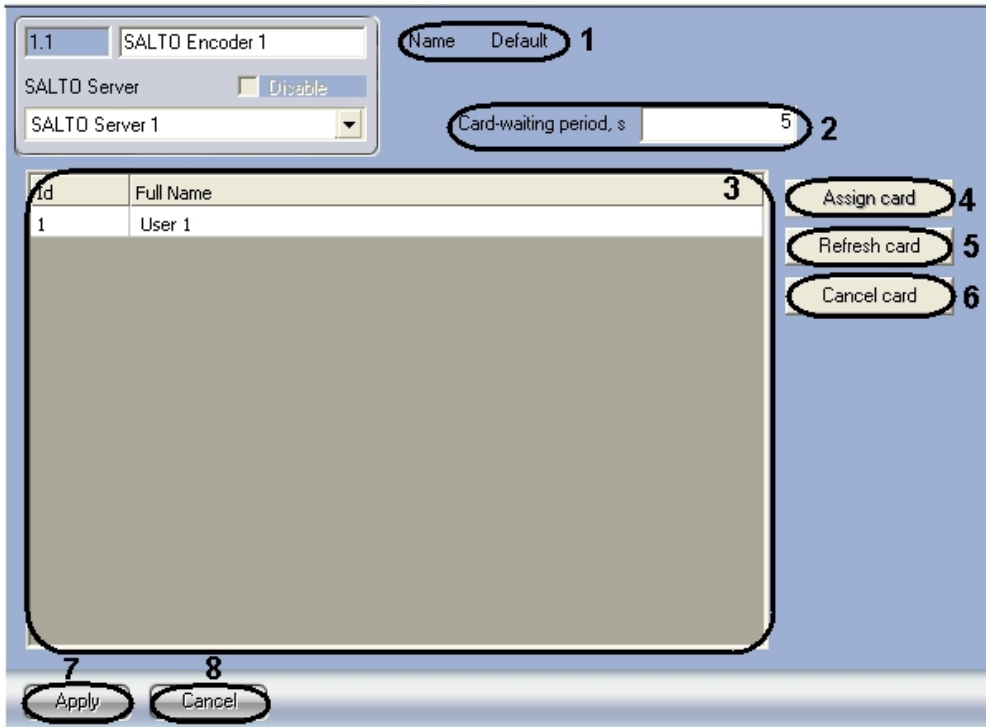 1.1 SALTO Encoder 1
Name Default 1
SALTO Server Disable
SALTO Server 1
Card-waiting period, s 5 2
Id Full Name 3
1 User 1
Assign card 4
Refresh card 5
Cancel card 6
7 8
Apply Cancel